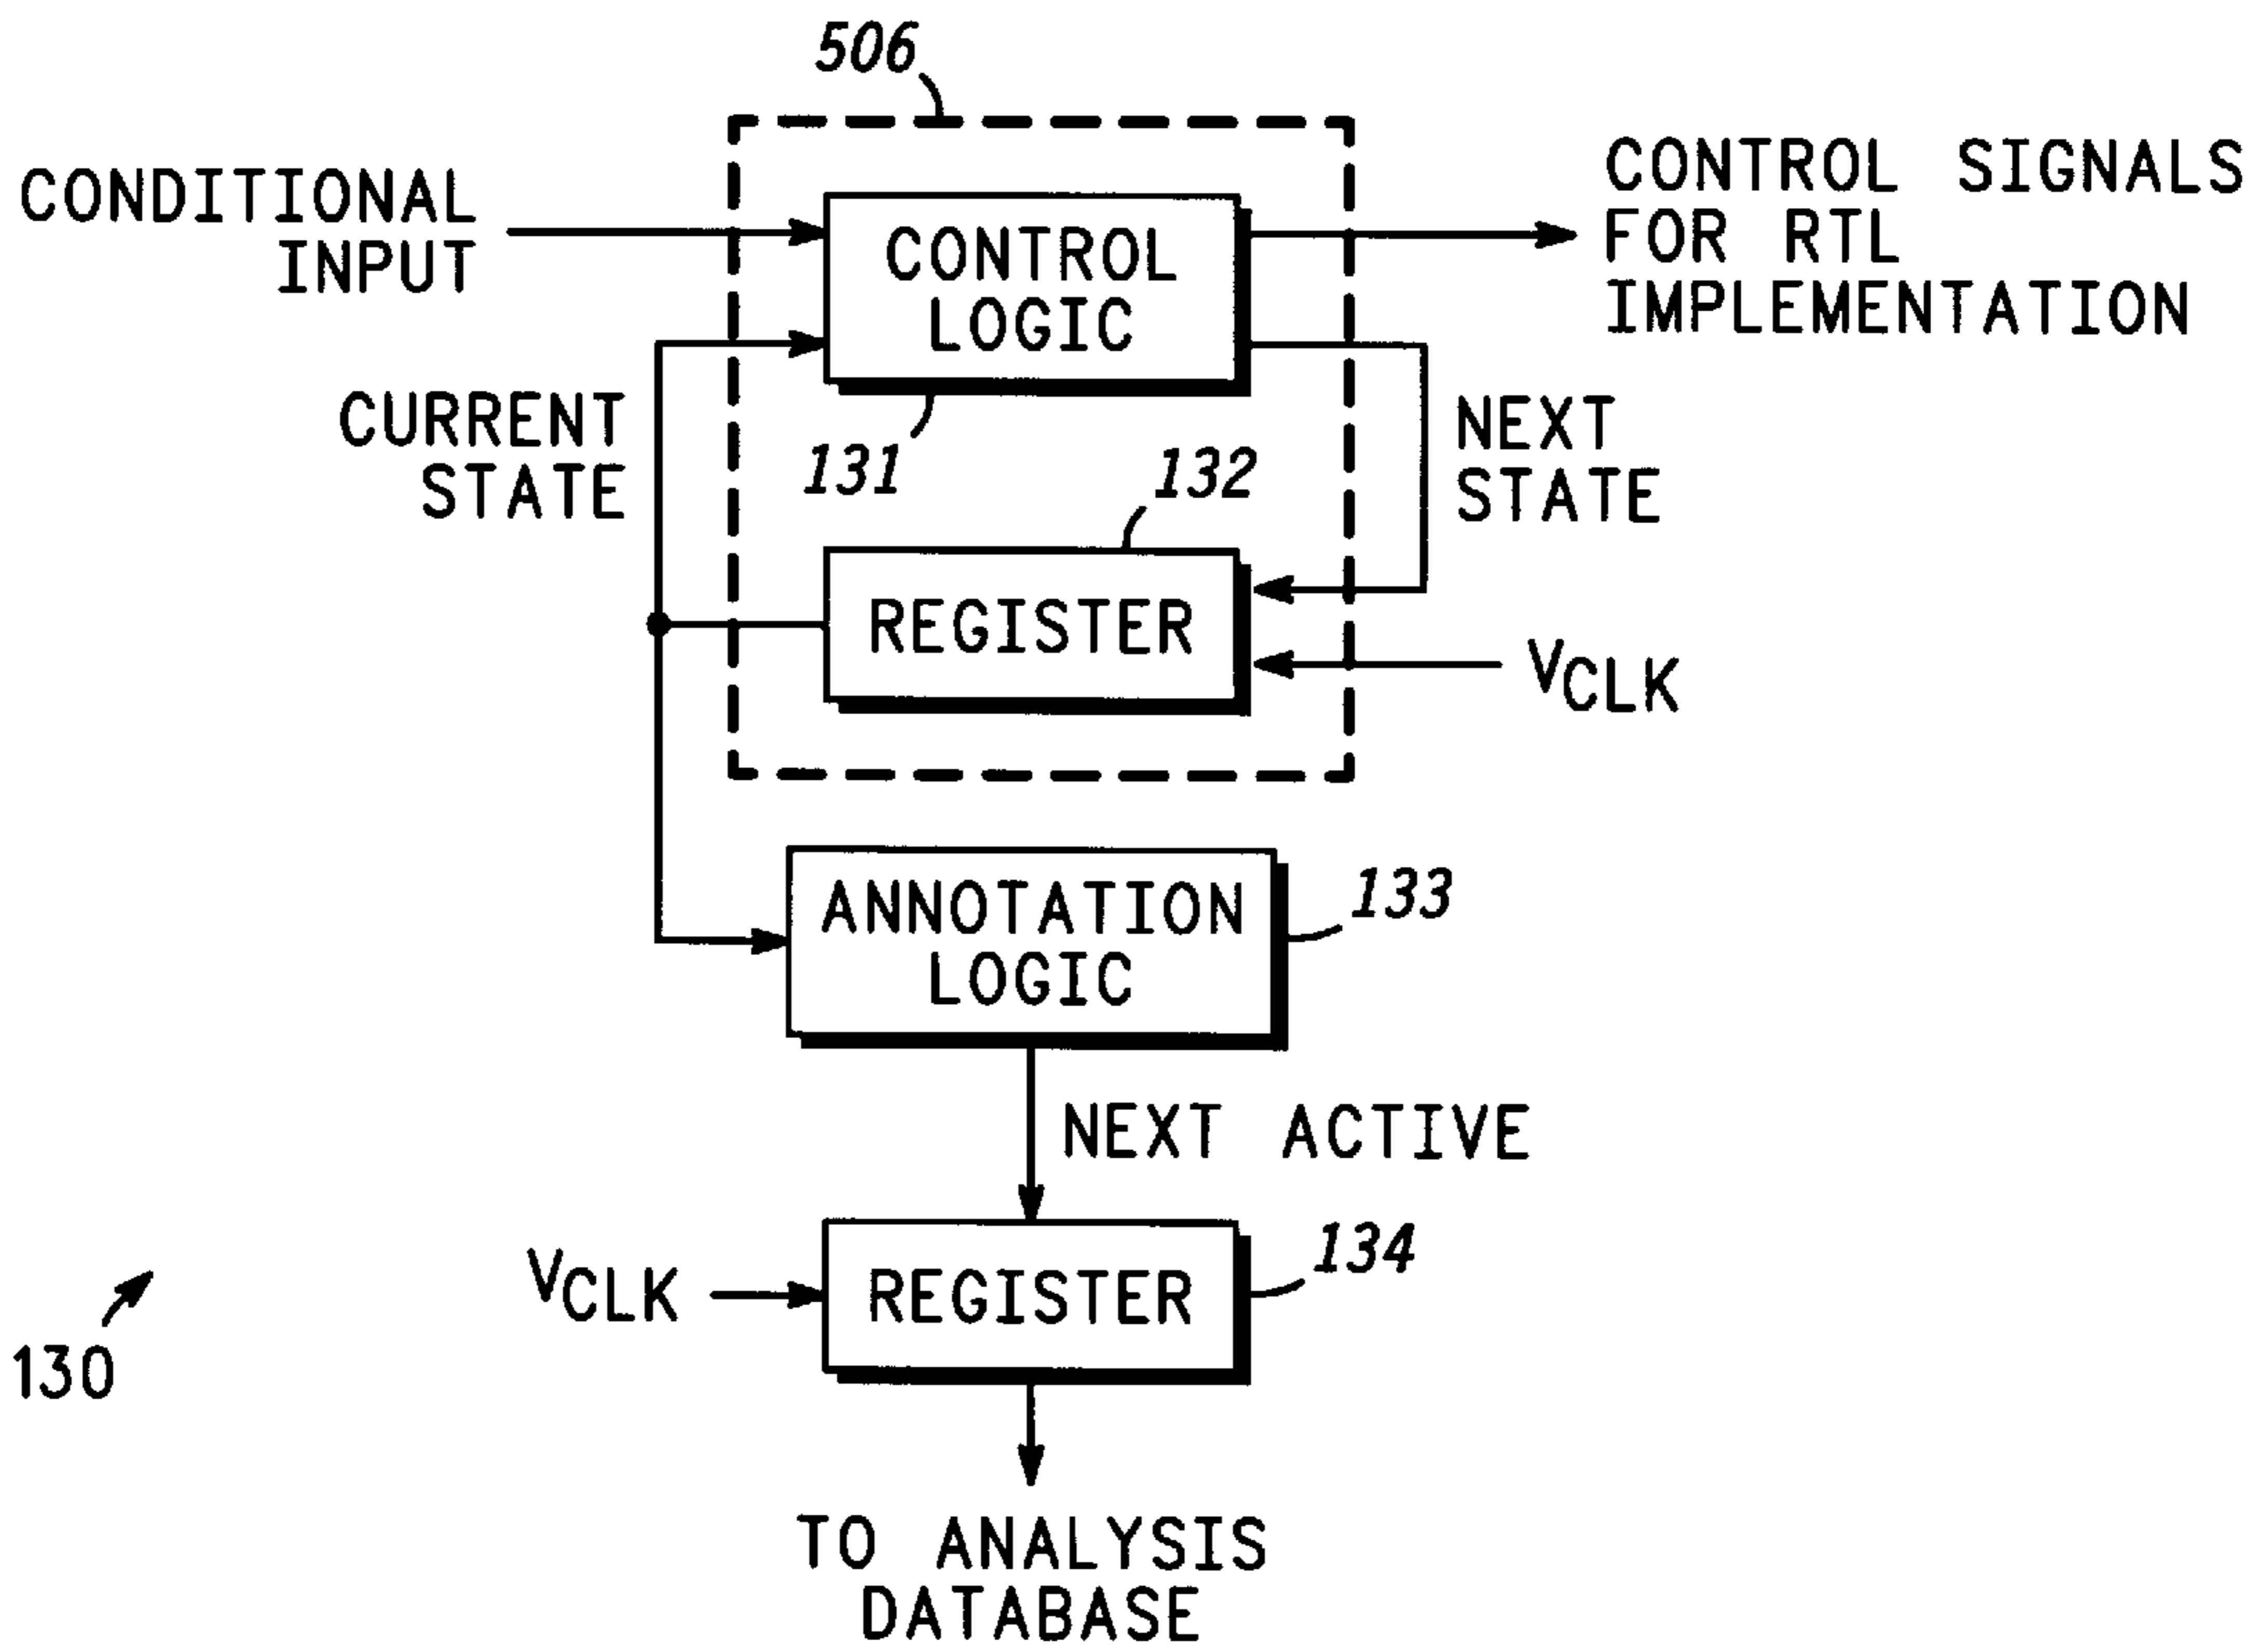 506
CONDITIONAL
INPUT
CONTROL
LOGIC
CONTROL SIGNALS
FOR RTL
IMPLEMENTATION
CURRENT
STATE
131
132
NEXT
STATE
REGISTER
VCLK
ANNOTATION
LOGIC
133
NEXT ACTIVE
VCLK
REGISTER
134
130
TO ANALYSIS
DATABASE